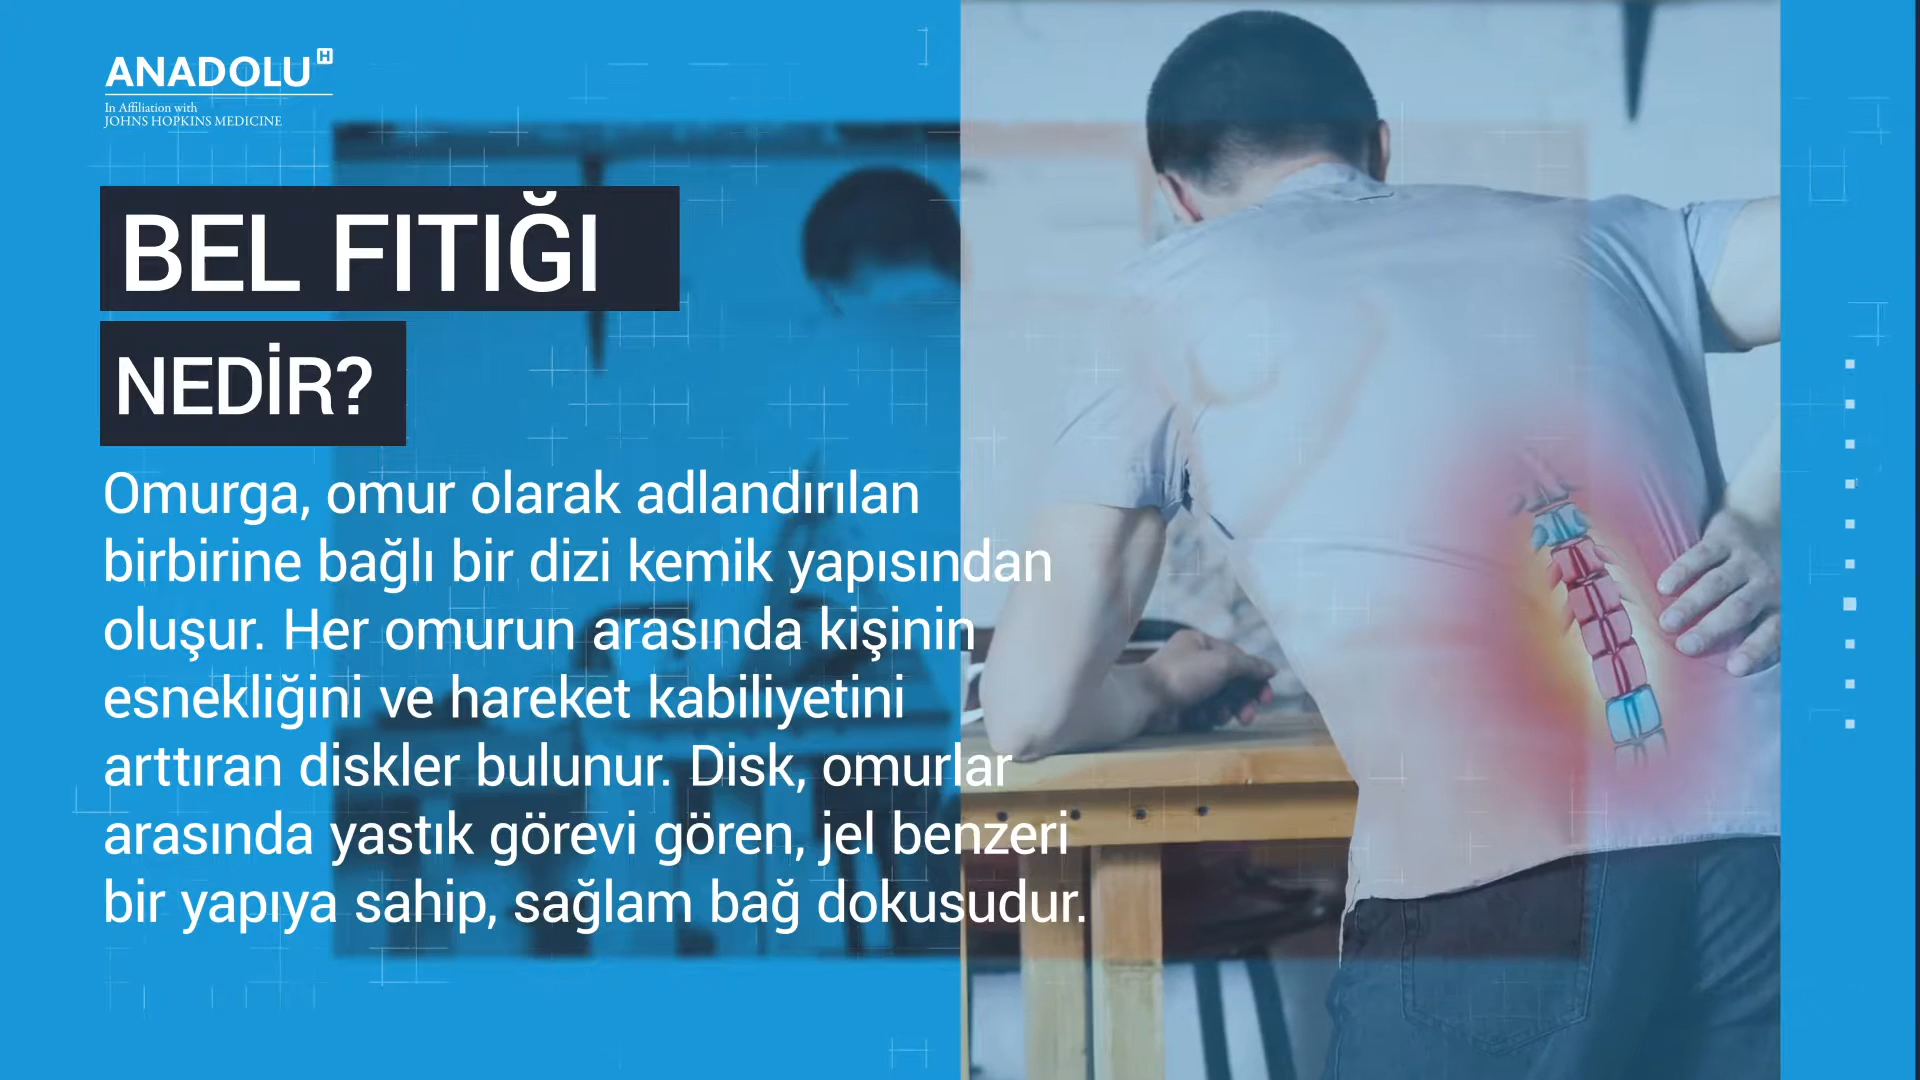 ANADOLU H
In Affiliation with
JOHNS HOPKINS MEDICINE
BEL FITIĞI
NEDİR?
Omurga, omur olarak adlandırılan
birbirine bağlı bir dizi kemik yapısından
oluşur. Her omurun arasında kişinin
esnekliğini ve hareket kabiliyetini
arttıran diskler bulunur. Disk, omurlar
arasında yastık görevi gören, jel benzeri
bir yapıya sahip, sağlam bağ dokusudur.